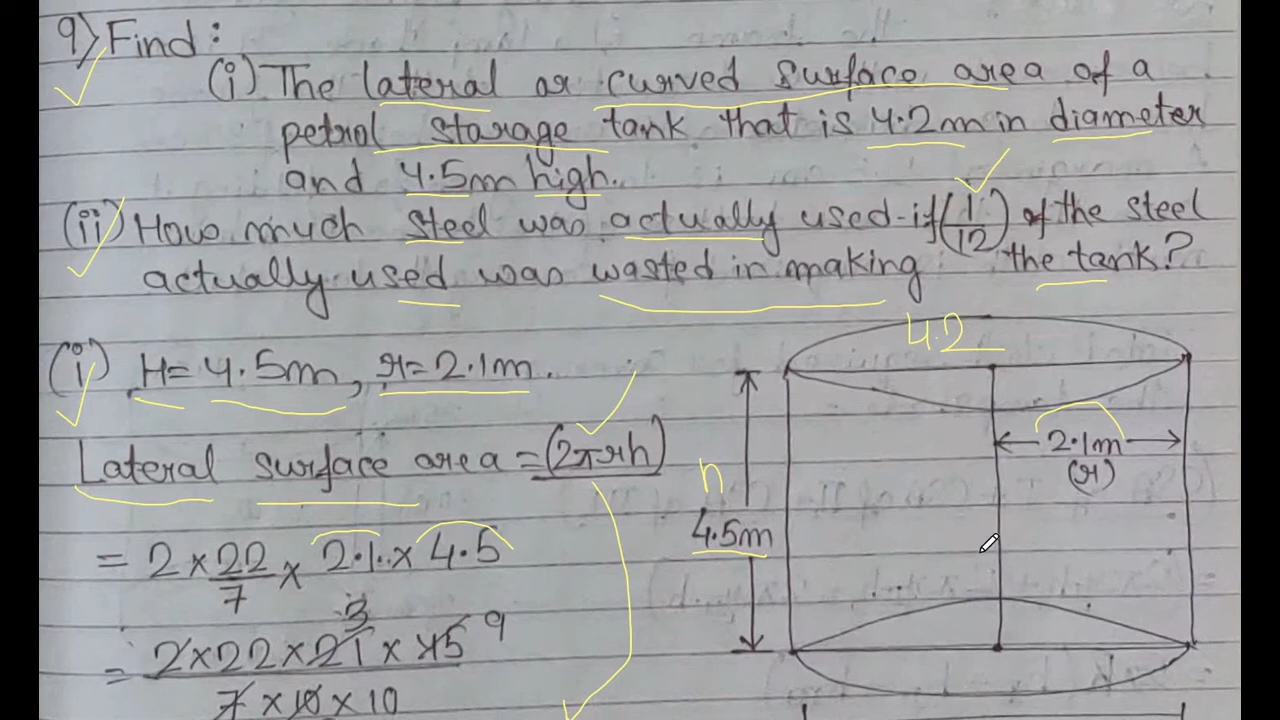 9) Find:
(i) The lateral or curved surface area of a
petrol storage tank that is 4.2m in diameter
and 4.5m high.
(ii) How much steel was actually used if (1/12) of the steel
actually used was wasted in making the tank?
4.2
(i) H= 4.5m, r= 2.1m.
2.1m
(r)
Lateral surface area = (2πrh)
h
4.5m
= 2 × 22/7 × 2.1 × 4.5
3 9
= 2×22×21×45
7×10×10